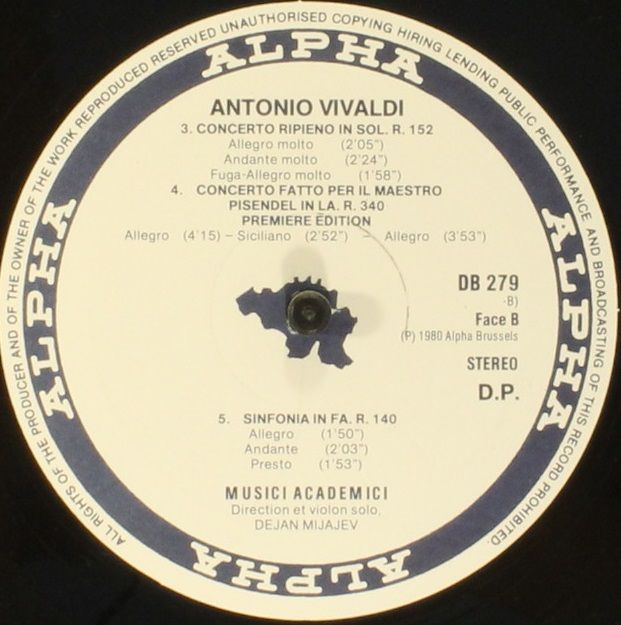 ALL RIGHTS OF THE PRODUCER AND OF THE OWNER OF THE WORK REPRODUCED RESERVED UNAUTHORISED COPYING HIRING LENDING PUBLIC PERFORMANCE AND BROADCASTING OF THIS RECORD PROHIBITED.
ALPHA
ALPHA
ALPHA
ALPHA
ANTONIO VIVALDI
3. CONCERTO RIPIENO IN SOL. R. 152
Allegro molto (2'05")
Andante molto (2'24")
Fuga-Allegro molto (1'58")
4. CONCERTO FATTO PER IL MAESTRO
PISENDEL IN LA. R. 340
PREMIERE EDITION
Allegro (4'15) – Siciliano (2'52") – Allegro (3'53")
DB 279
-B)
Face B
(P) 1980 Alpha Brussels
STEREO
D.P.
5. SINFONIA IN FA. R. 140
Allegro (1'50")
Andante (2'03")
Presto (1'53")
MUSICI ACADEMICI
Direction et violon solo,
DEJAN MIJAJEV